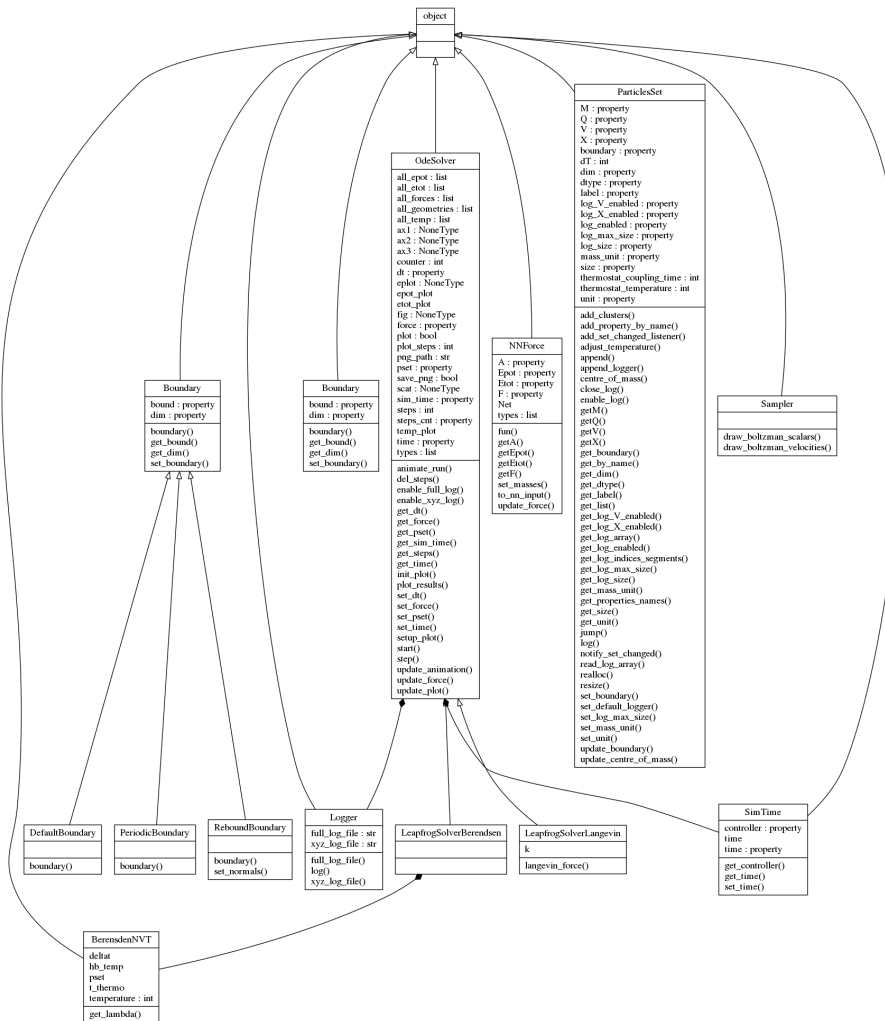 object
ParticlesSet
M : property
Q : property
V : property
X : property
boundary : property
dT : int
dim : property
dtype : property
label : property
log_V_enabled : property
log_X_enabled : property
log_enabled : property
log_max_size : property
log_size : property
mass_unit : property
size : property
thermostat_coupling_time : int
thermostat_temperature : int
unit : property
add_clusters()
add_property_by_name()
add_set_changed_listener()
adjust_temperature()
append()
append_logger()
centre_of_mass()
close_log()
enable_log()
getM()
getQ()
getV()
getX()
get_boundary()
get_by_name()
get_dim()
get_dtype()
get_label()
get_list()
get_log_V_enabled()
get_log_X_enabled()
get_log_array()
get_log_enabled()
get_log_indices_segments()
get_log_max_size()
get_log_size()
get_mass_unit()
get_properties_names()
get_size()
get_unit()
jump()
log()
notify_set_changed()
read_log_array()
realloc()
resize()
set_boundary()
set_default_logger()
set_log_max_size()
set_mass_unit()
set_unit()
update_boundary()
update_centre_of_mass()
OdeSolver
all_epot : list
all_etot : list
all_forces : list
all_geometries : list
all_temp : list
ax1 : NoneType
ax2 : NoneType
ax3 : NoneType
counter : int
dt : property
eplot : NoneType
epot_plot
etot_plot
fig : NoneType
force : property
plot : bool
plot_steps : int
png_path : str
pset : property
save_png : bool
scat : NoneType
sim_time : property
steps : int
steps_cnt : property
temp_plot
time : property
types : list
animate_run()
del_steps()
enable_full_log()
enable_xyz_log()
get_dt()
get_force()
get_pset()
get_sim_time()
get_steps()
get_time()
init_plot()
plot_results()
set_dt()
set_force()
set_pset()
set_time()
setup_plot()
start()
step()
update_animation()
update_force()
update_plot()
NNForce
A : property
Epot : property
Etot : property
F : property
Net
types : list
fun()
getA()
getEpot()
getEtot()
getF()
set_masses()
to_nn_input()
update_force()
Boundary
bound : property
dim : property
boundary()
get_bound()
get_dim()
set_boundary()
Boundary
bound : property
dim : property
boundary()
get_bound()
get_dim()
set_boundary()
Sampler
draw_boltzman_scalars()
draw_boltzman_velocities()
DefaultBoundary
boundary()
PeriodicBoundary
boundary()
ReboundBoundary
boundary()
set_normals()
Logger
full_log_file : str
xyz_log_file : str
full_log_file()
log()
xyz_log_file()
LeapfrogSolverBerendsen
LeapfrogSolverLangevin
k
langevin_force()
SimTime
controller : property
time
time : property
get_controller()
get_time()
set_time()
BerensdenNVT
deltat
hb_temp
pset
t_thermo
temperature : int
get_lambda()